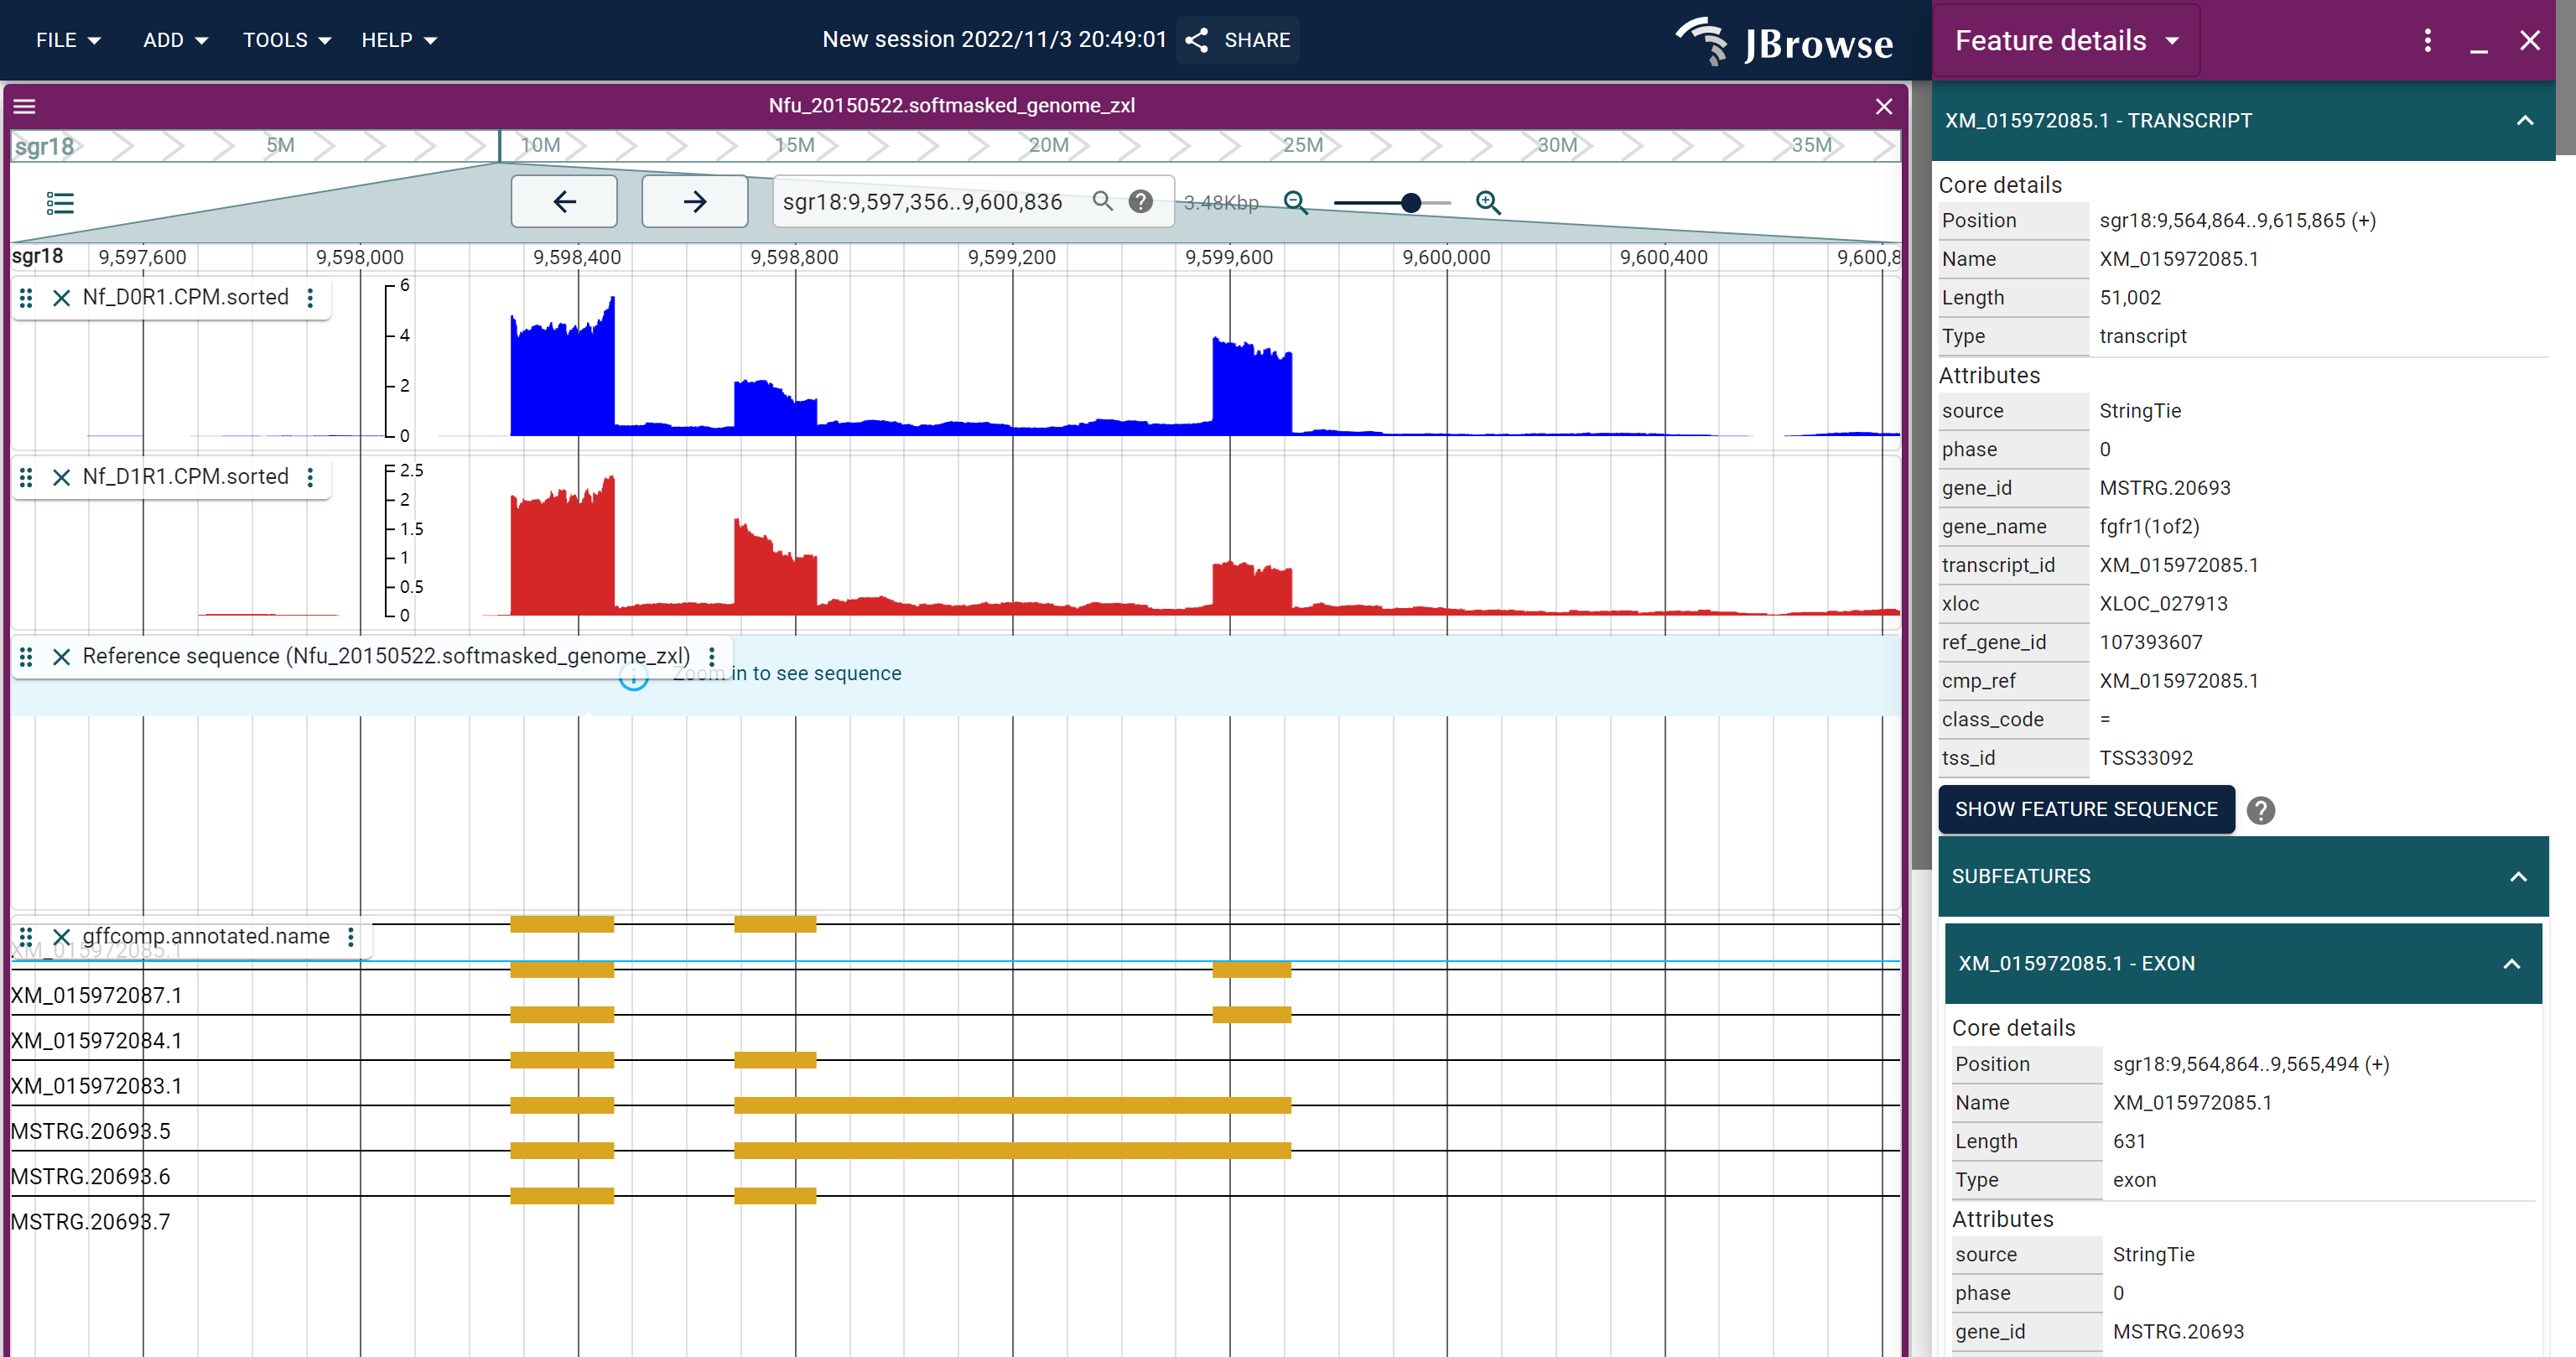 FILE ADD TOOLS HELP New session 2022/11/3 20:49:01 SHARE JBrowse
Nfu_20150522.softmasked_genome_zxl
sgr18 5M 10M 15M 20M 25M 30M 35M
sgr18:9,597,356..9,600,836 ? 3.48Kbp
sgr18 9,597,600 9,598,000 9,598,400 9,598,800 9,599,200 9,599,600 9,600,000 9,600,400 9,600,8
Nf_D0R1.CPM.sorted
6
4
2
0
Nf_D1R1.CPM.sorted
2.5
2
1.5
1
0.5
0
Reference sequence (Nfu_20150522.softmasked_genome_zxl)
Zoom in to see sequence
gffcomp.annotated.name
XM_015972085.1
XM_015972087.1
XM_015972084.1
XM_015972083.1
MSTRG.20693.5
MSTRG.20693.6
MSTRG.20693.7
Feature details
XM_015972085.1 - TRANSCRIPT
Core details
Position sgr18:9,564,864..9,615,865 (+)
Name XM_015972085.1
Length 51,002
Type transcript
Attributes
source StringTie
phase 0
gene_id MSTRG.20693
gene_name fgfr1(1of2)
transcript_id XM_015972085.1
xloc XLOC_027913
ref_gene_id 107393607
cmp_ref XM_015972085.1
class_code =
tss_id TSS33092
SHOW FEATURE SEQUENCE ?
SUBFEATURES
XM_015972085.1 - EXON
Core details
Position sgr18:9,564,864..9,565,494 (+)
Name XM_015972085.1
Length 631
Type exon
Attributes
source StringTie
phase 0
gene_id MSTRG.20693